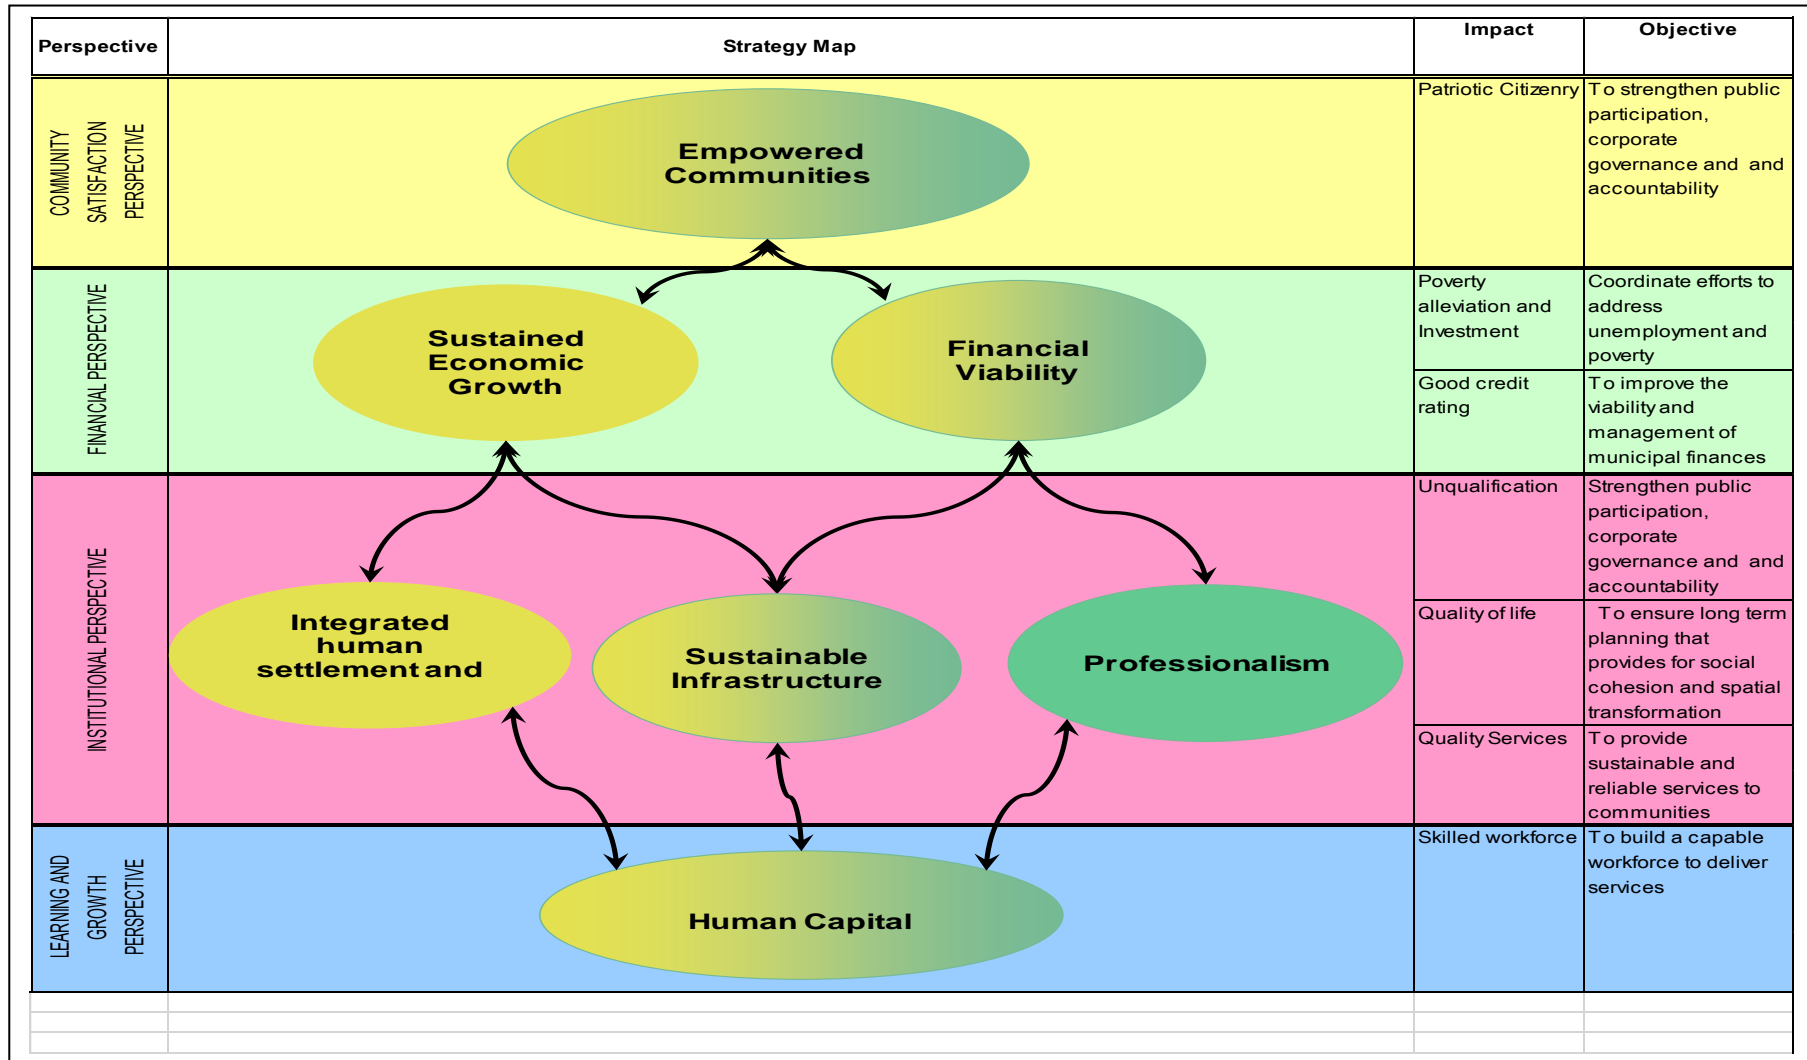 Perspective
Strategy Map
Impact
Objective
COMMUNITY
SATISFACTION
PERSPECTIVE
Empowered
Communities
Patriotic Citizenry
To strengthen public
participation,
corporate
governance and and
accountability
FINANCIAL PERSPECTIVE
Sustained
Economic
Growth
Financial
Viability
Poverty
alleviation and
Investment
Coordinate efforts to
address
unemployment and
poverty
Good credit
rating
To improve the
viability and
management of
municipal finances
INSTITUTIONAL PERSPECTIVE
Integrated
human
settlement and
Sustainable
Infrastructure
Professionalism
Unqualification
Strengthen public
participation,
corporate
governance and and
accountability
Quality of life
To ensure long term
planning that
provides for social
cohesion and spatial
transformation
Quality Services
To provide
sustainable and
reliable services to
communities
LEARNING AND
GROWTH
PERSPECTIVE
Human Capital
Skilled workforce
To build a capable
workforce to deliver
services